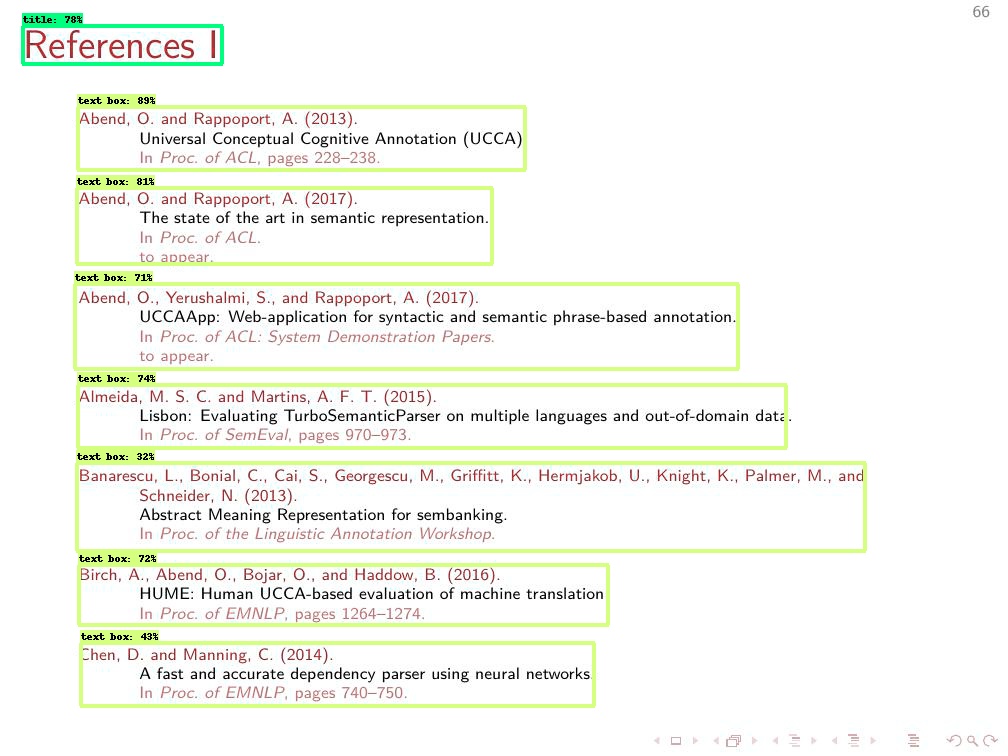 66
title: 78%
References I
text box: 89%
Abend, O. and Rappoport, A. (2013).
Universal Conceptual Cognitive Annotation (UCCA)
In Proc. of ACL, pages 228–238.
text box: 81%
Abend, O. and Rappoport, A. (2017).
The state of the art in semantic representation.
In Proc. of ACL.
to appear.
text box: 71%
Abend, O., Yerushalmi, S., and Rappoport, A. (2017).
UCCAApp: Web-application for syntactic and semantic phrase-based annotation.
In Proc. of ACL: System Demonstration Papers.
to appear.
text box: 74%
Almeida, M. S. C. and Martins, A. F. T. (2015).
Lisbon: Evaluating TurboSemanticParser on multiple languages and out-of-domain data.
In Proc. of SemEval, pages 970–973.
text box: 32%
Banarescu, L., Bonial, C., Cai, S., Georgescu, M., Griffitt, K., Hermjakob, U., Knight, K., Palmer, M., and
Schneider, N. (2013).
Abstract Meaning Representation for sembanking.
In Proc. of the Linguistic Annotation Workshop.
text box: 72%
Birch, A., Abend, O., Bojar, O., and Haddow, B. (2016).
HUME: Human UCCA-based evaluation of machine translation
In Proc. of EMNLP, pages 1264–1274.
text box: 43%
Chen, D. and Manning, C. (2014).
A fast and accurate dependency parser using neural networks.
In Proc. of EMNLP, pages 740–750.